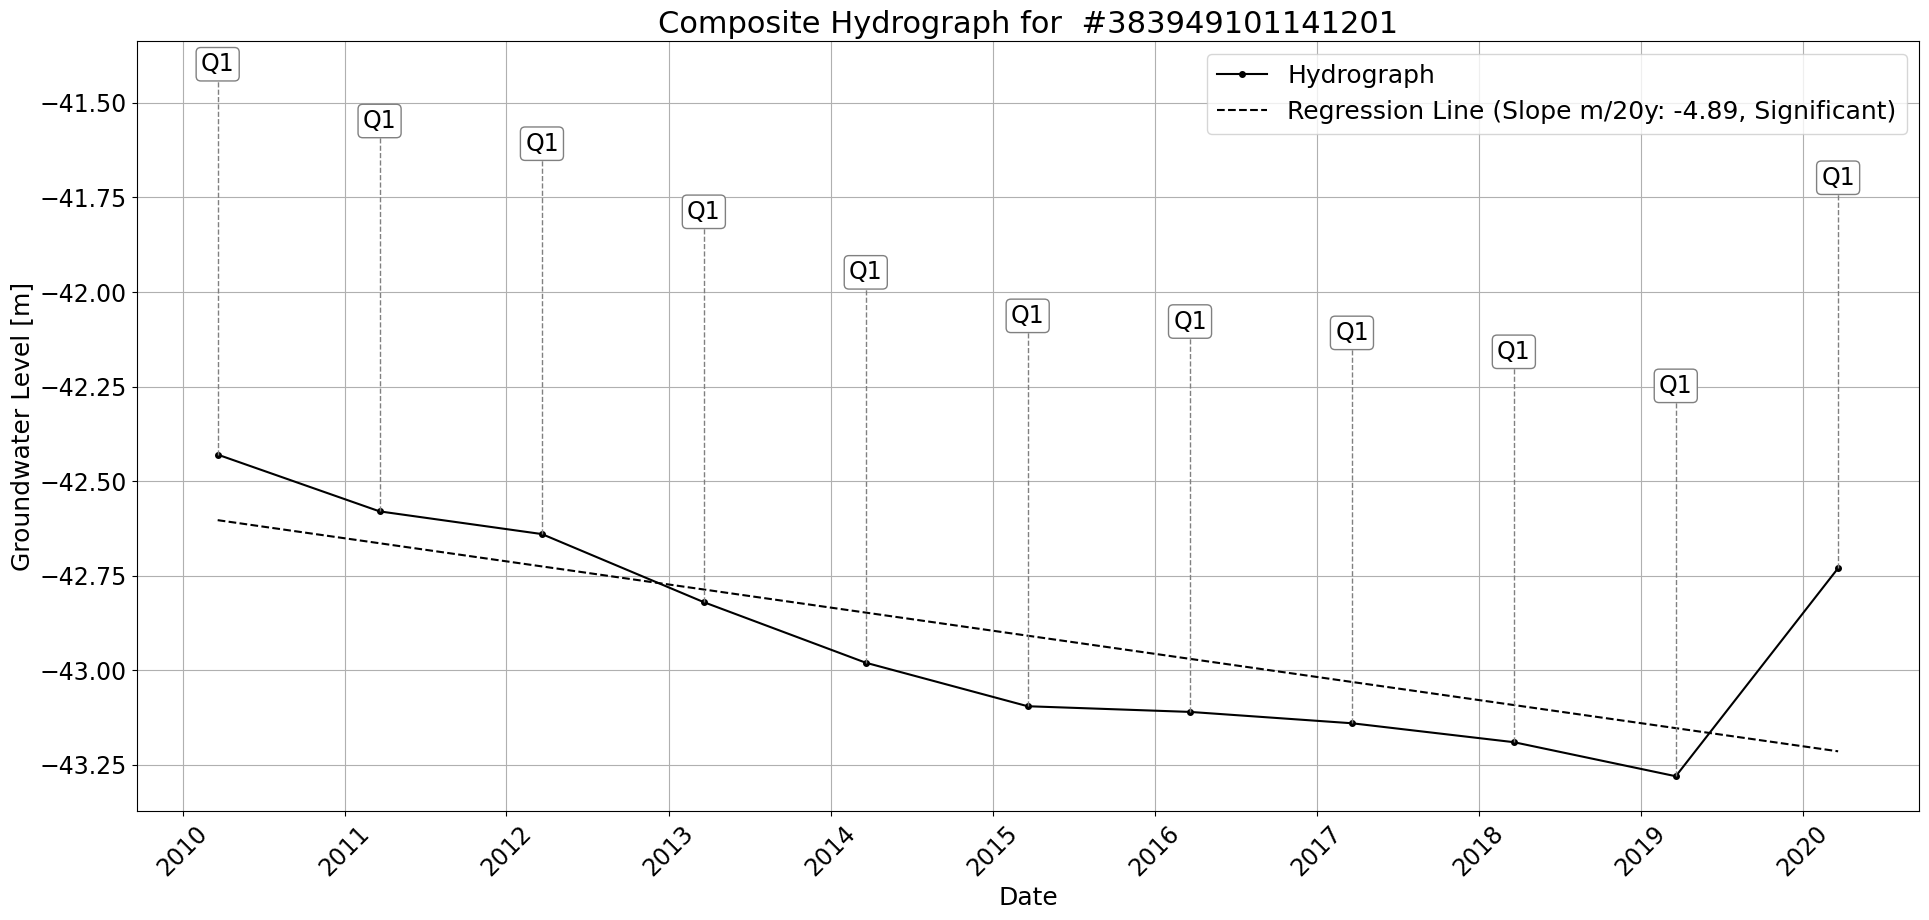 Composite Hydrograph for  #383949101141201
Hydrograph
Regression Line (Slope m/20y: -4.89, Significant)
Q1
Q1
Q1
Q1
Q1
Q1
Q1
Q1
Q1
Q1
Q1
Groundwater Level [m]
−41.50
−41.75
−42.00
−42.25
−42.50
−42.75
−43.00
−43.25
2010
2011
2012
2013
2014
2015
2016
2017
2018
2019
2020
Date